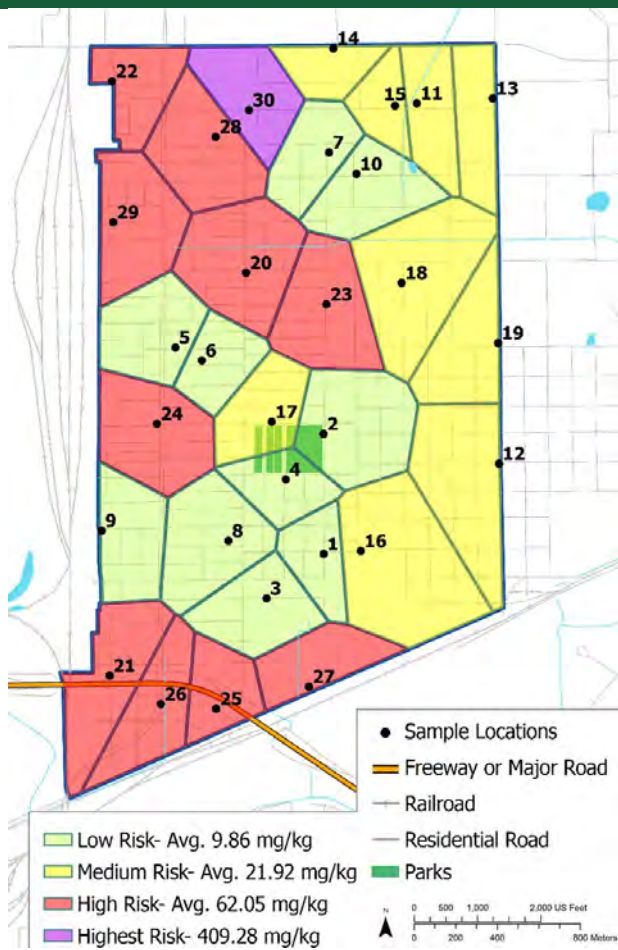 14
22
15
11
13
30
28
7
10
29
20
18
23
5
6
19
24
17
2
12
4
9
8
1
16
3
21
27
26
25
Sample Locations
Freeway or Major Road
Railroad
Residential Road
Parks
Low Risk- Avg. 9.86 mg/kg
Medium Risk- Avg. 21.92 mg/kg
High Risk- Avg. 62.05 mg/kg
Highest Risk- 409.28 mg/kg
N
0 500 1,000 2,000 US Feet
0 200 400 800 Meters